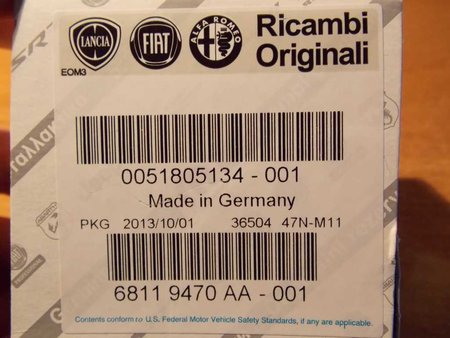 LANCIA FIAT ALFA ROMEO Ricambi
Originali
EOM3
0051805134 - 001
Made in Germany
PKG 2013/10/01 36504 47N-M11
6811 9470 AA - 001
Contents conform to U.S. Federal Motor Vehicle Safety Standards, if any are applicable.